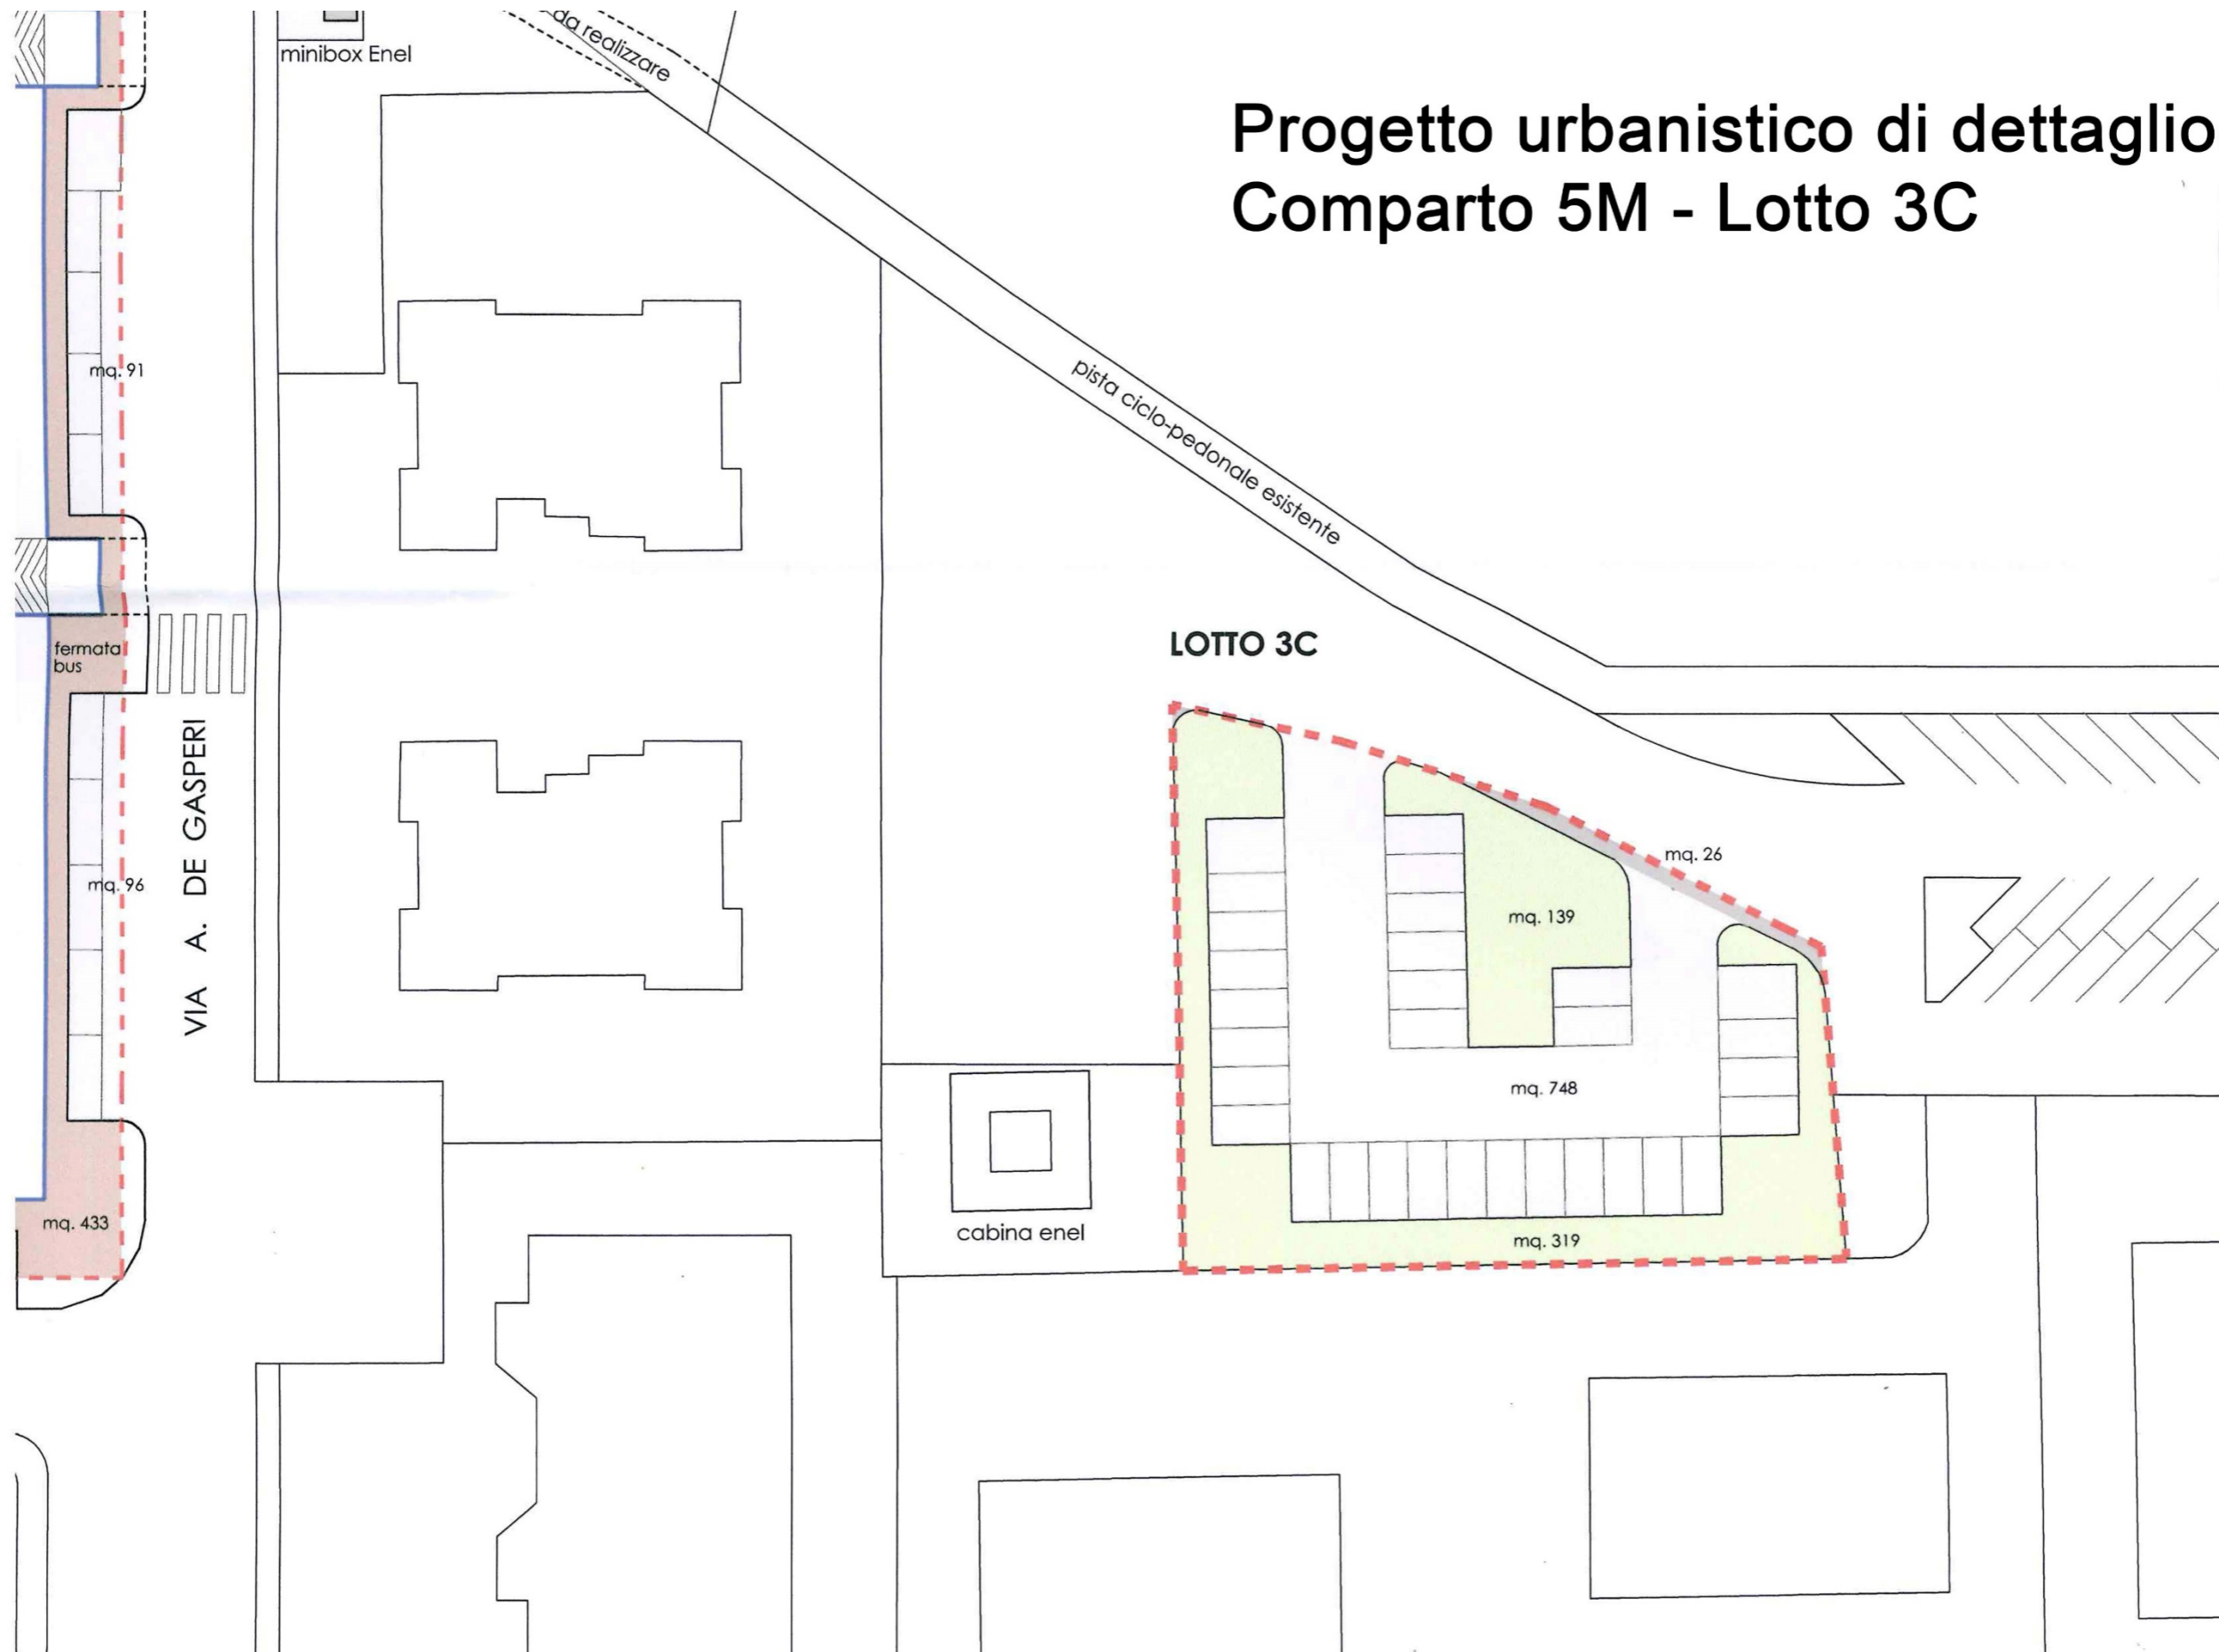 minibox Enel
da realizzare
Progetto urbanistico di dettaglio
Comparto 5M - Lotto 3C
mq. 91
pista ciclo-pedonale esistente
fermata
bus
LOTTO 3C
VIA A. DE GASPERI
mq. 96
mq. 26
mq. 139
mq. 748
mq. 433
cabina enel
mq. 319